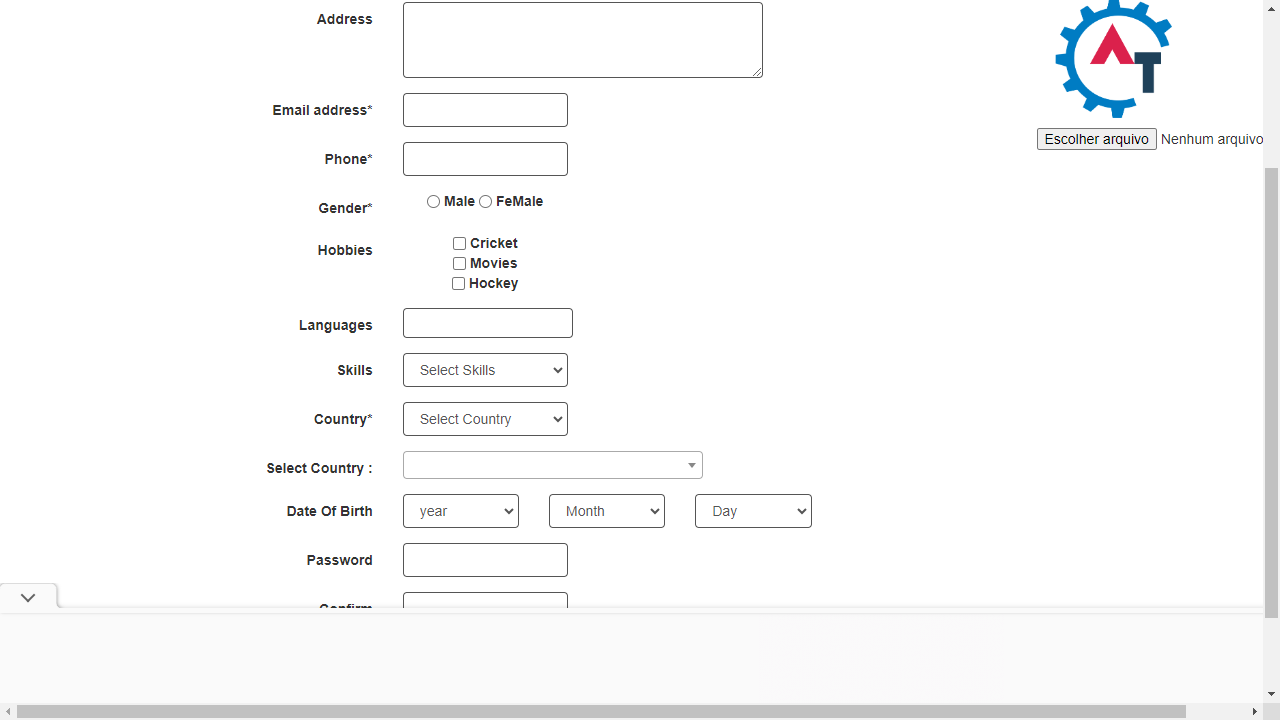 Address
AT
Escolher arquivo Nenhum arquivo
Email address*
Phone*
Gender* Male FeMale
Hobbies Cricket
Movies
Hockey
Languages
Skills Select Skills
Country* Select Country
Select Country :
Date Of Birth year Month Day
Password
Confirm